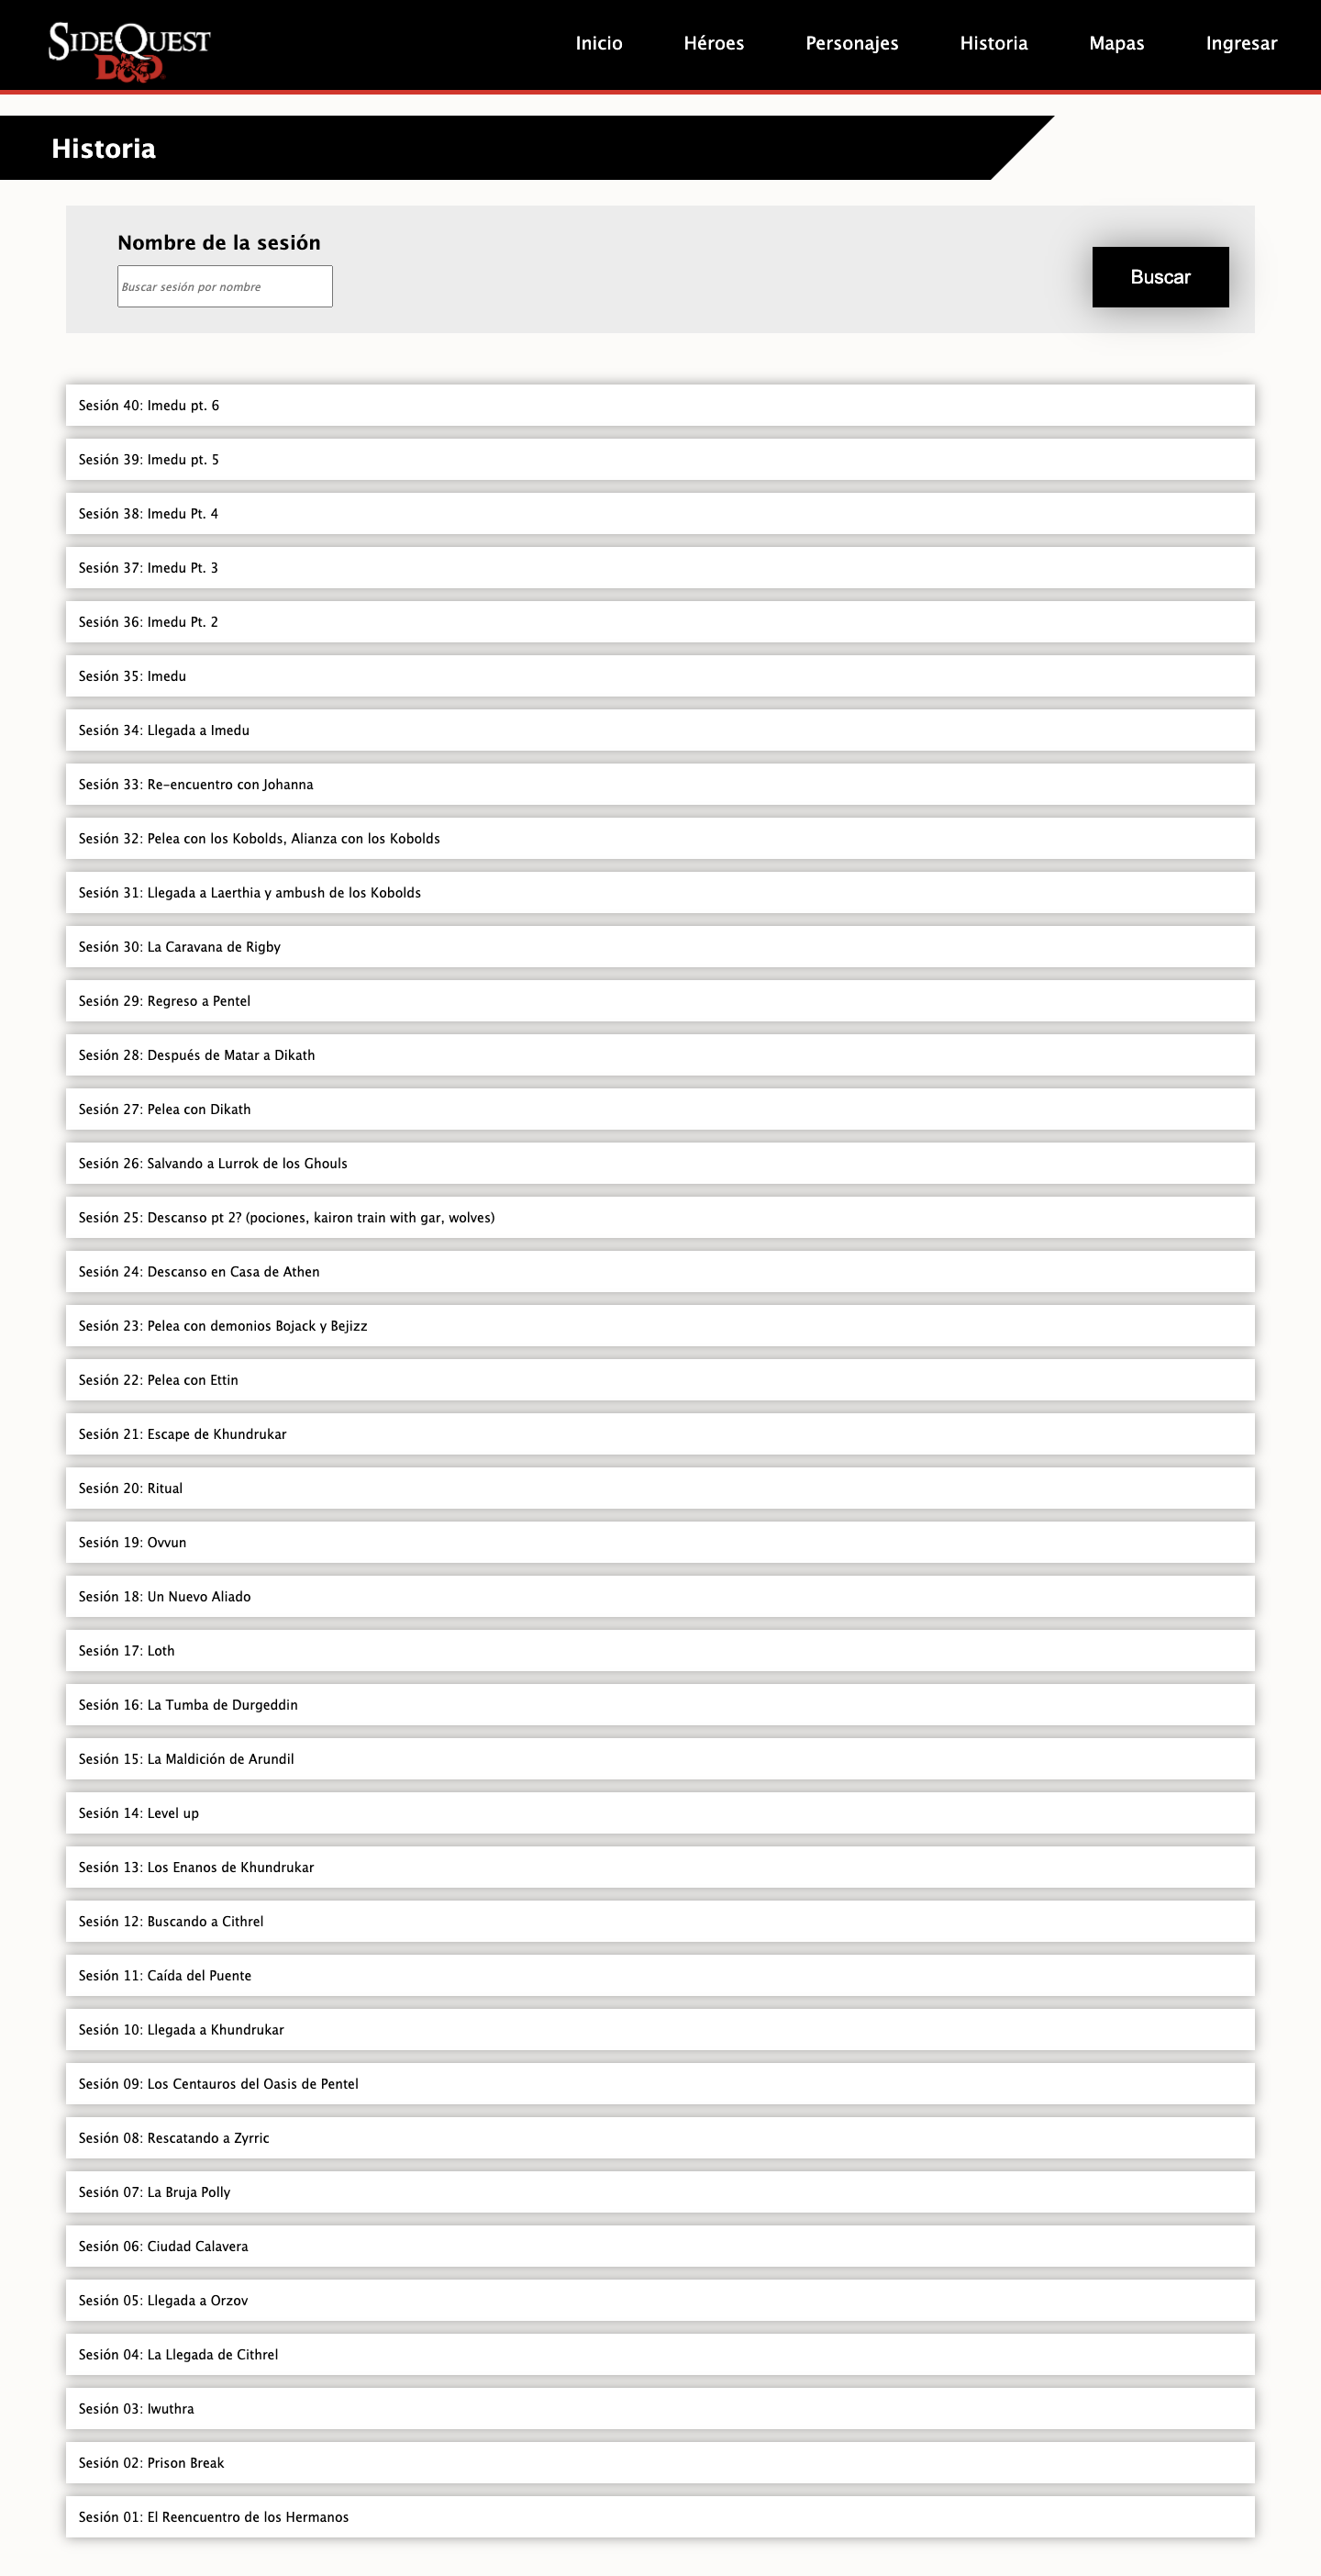 SIDEQUEST
D&D
Inicio Héroes Personajes Historia Mapas Ingresar
Historia
Nombre de la sesión
Buscar sesión por nombre
Buscar
Sesión 40: Imedu pt. 6
Sesión 39: Imedu pt. 5
Sesión 38: Imedu Pt. 4
Sesión 37: Imedu Pt. 3
Sesión 36: Imedu Pt. 2
Sesión 35: Imedu
Sesión 34: Llegada a Imedu
Sesión 33: Re-encuentro con Johanna
Sesión 32: Pelea con los Kobolds, Alianza con los Kobolds
Sesión 31: Llegada a Laerthia y ambush de los Kobolds
Sesión 30: La Caravana de Rigby
Sesión 29: Regreso a Pentel
Sesión 28: Después de Matar a Dikath
Sesión 27: Pelea con Dikath
Sesión 26: Salvando a Lurrok de los Ghouls
Sesión 25: Descanso pt 2? (pociones, kairon train with gar, wolves)
Sesión 24: Descanso en Casa de Athen
Sesión 23: Pelea con demonios Bojack y Bejizz
Sesión 22: Pelea con Ettin
Sesión 21: Escape de Khundrukar
Sesión 20: Ritual
Sesión 19: Ovvun
Sesión 18: Un Nuevo Aliado
Sesión 17: Loth
Sesión 16: La Tumba de Durgeddin
Sesión 15: La Maldición de Arundil
Sesión 14: Level up
Sesión 13: Los Enanos de Khundrukar
Sesión 12: Buscando a Cithrel
Sesión 11: Caída del Puente
Sesión 10: Llegada a Khundrukar
Sesión 09: Los Centauros del Oasis de Pentel
Sesión 08: Rescatando a Zyrric
Sesión 07: La Bruja Polly
Sesión 06: Ciudad Calavera
Sesión 05: Llegada a Orzov
Sesión 04: La Llegada de Cithrel
Sesión 03: Iwuthra
Sesión 02: Prison Break
Sesión 01: El Reencuentro de los Hermanos